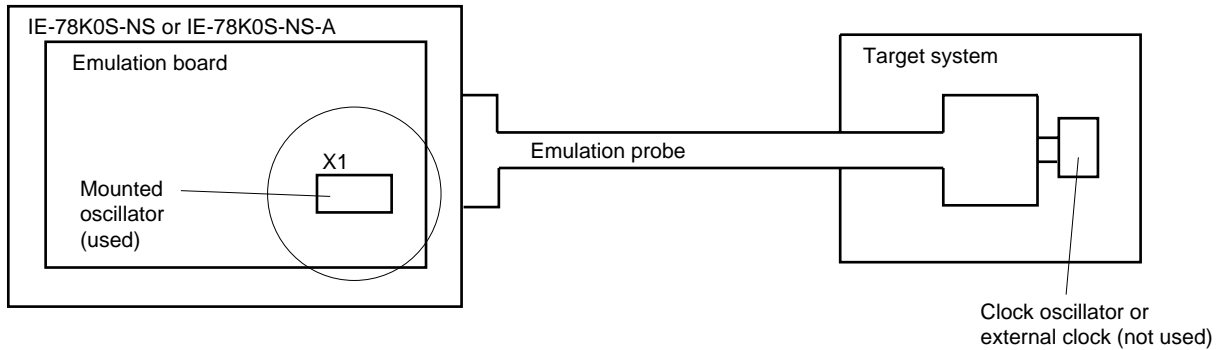 IE-78K0S-NS or IE-78K0S-NS-A
Emulation board
X1
Mounted
oscillator
(used)
Emulation probe
Target system
Clock oscillator or
external clock (not used)